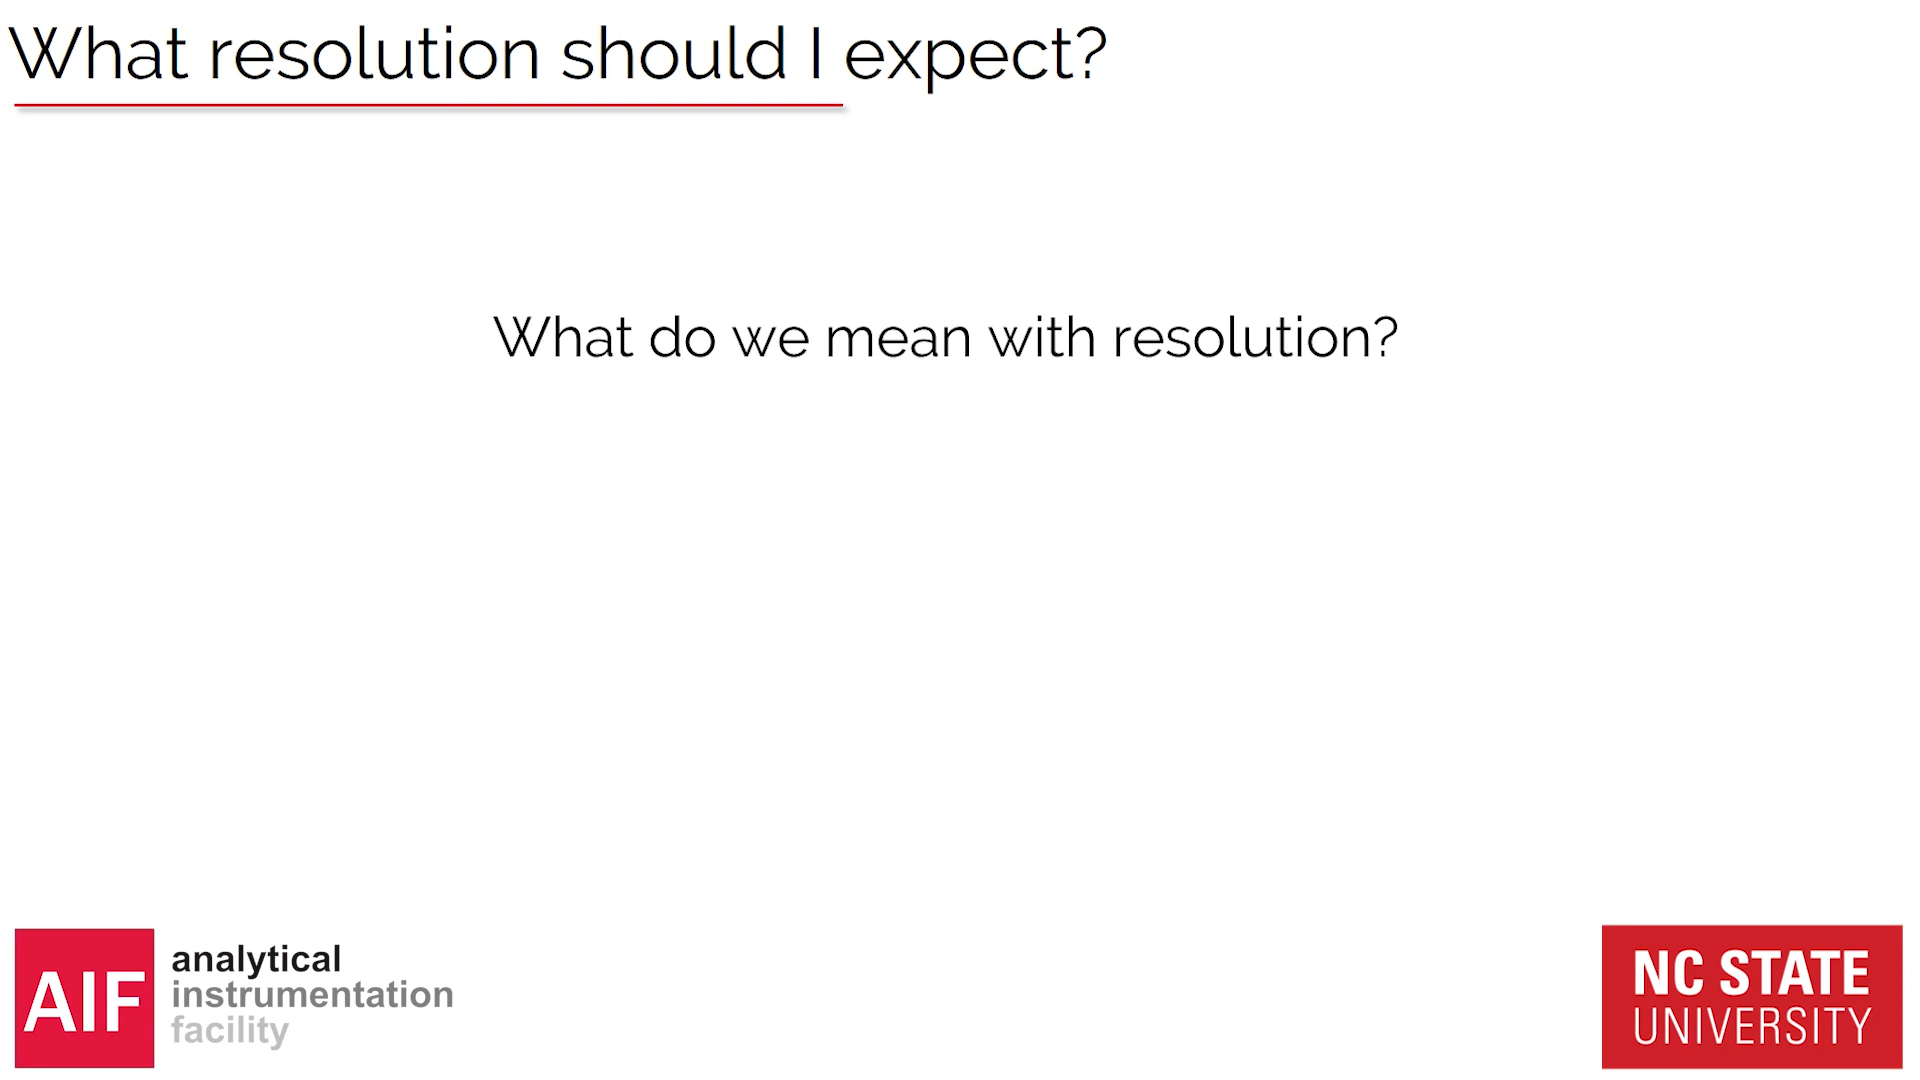 What resolution should I expect?
What do we mean with resolution?
AIF
analytical
instrumentation
facility
NC STATE
UNIVERSITY